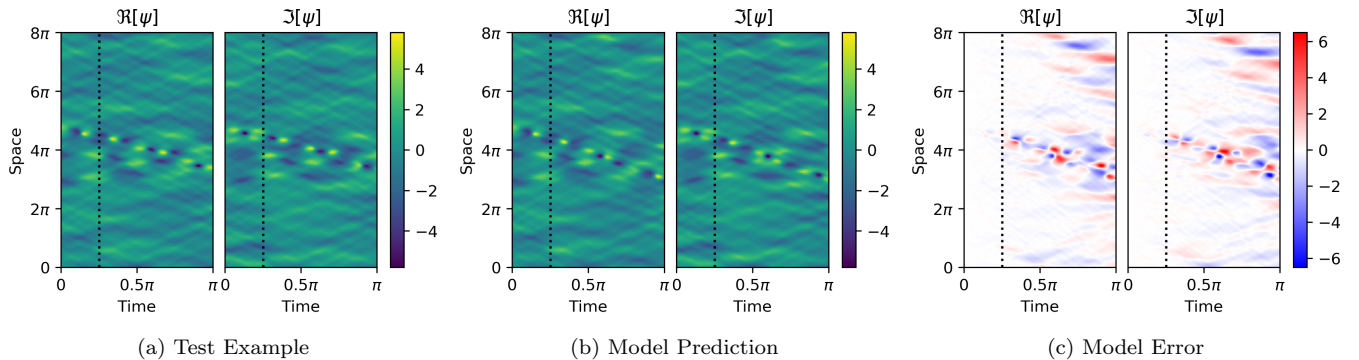 ℜ[ψ] ℑ[ψ] ℜ[ψ] ℑ[ψ] ℜ[ψ] ℑ[ψ]
8π 8π 8π
6π 6π 6π
4π 4π 4π
2π 2π 2π
0 0 0
Space Space Space
4 4 6
2 2 4
0 0 2
−2 −2 0
−4 −4 −2
−4
−6
0 0.5π π 0 0.5π π 0 0.5π π 0 0.5π π 0 0.5π π 0 0.5π π
Time Time Time Time Time Time
(a) Test Example (b) Model Prediction (c) Model Error